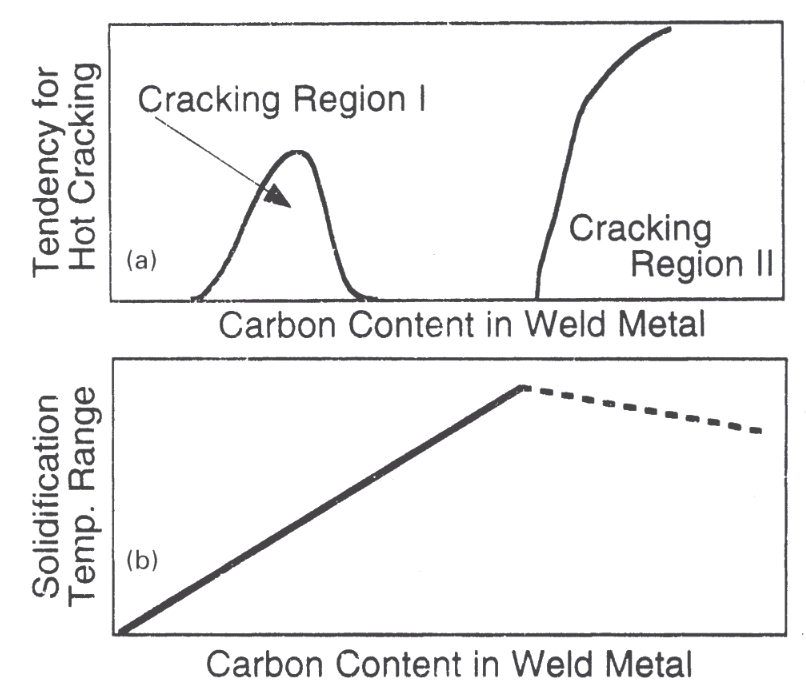 Tendency for
Hot Cracking
Cracking Region I
(a)
Cracking
Region II
Carbon Content in Weld Metal
Solidification
Temp. Range
(b)
Carbon Content in Weld Metal